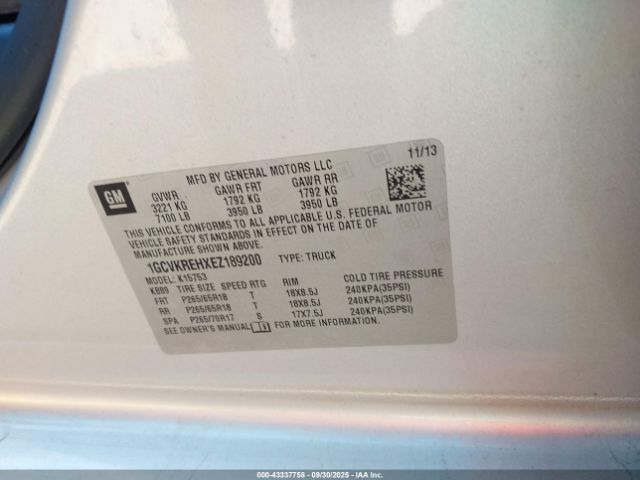 GM
MFD BY GENERAL MOTORS LLC 11/13
GVWR GAWR FRT GAWR RR
3221 KG 1792 KG 1792 KG
7100 LB 3950 LB 3950 LB
THIS VEHICLE CONFORMS TO ALL APPLICABLE U.S. FEDERAL MOTOR
VEHICLE SAFETY STANDARDS IN EFFECT ON THE DATE OF
MANUFACTURE SHOWN ABOVE.
1GCVKREHXEZ189200 TYPE: TRUCK
MODEL: K15753
K889 TIRE SIZE SPEED RTG RIM COLD TIRE PRESSURE
FRT P265/65R18 T 18X8.5J 240KPA(35PSI)
RR P265/65R18 T 18X8.5J 240KPA(35PSI)
SPA P265/70R17 S 17X7.5J 240KPA(35PSI)
SEE OWNER'S MANUAL FOR MORE INFORMATION.
000-43337758 - 09/30/2025 - IAA Inc.